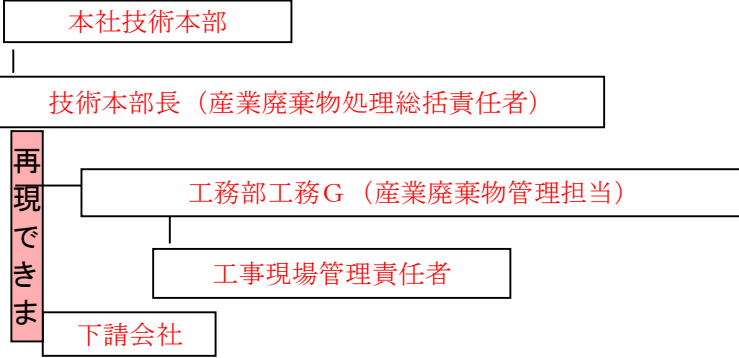 本社技術本部
技術本部長（産業廃棄物処理総括責任者）
再現できま
工務部工務Ｇ（産業廃棄物管理担当）
工事現場管理責任者
下請会社